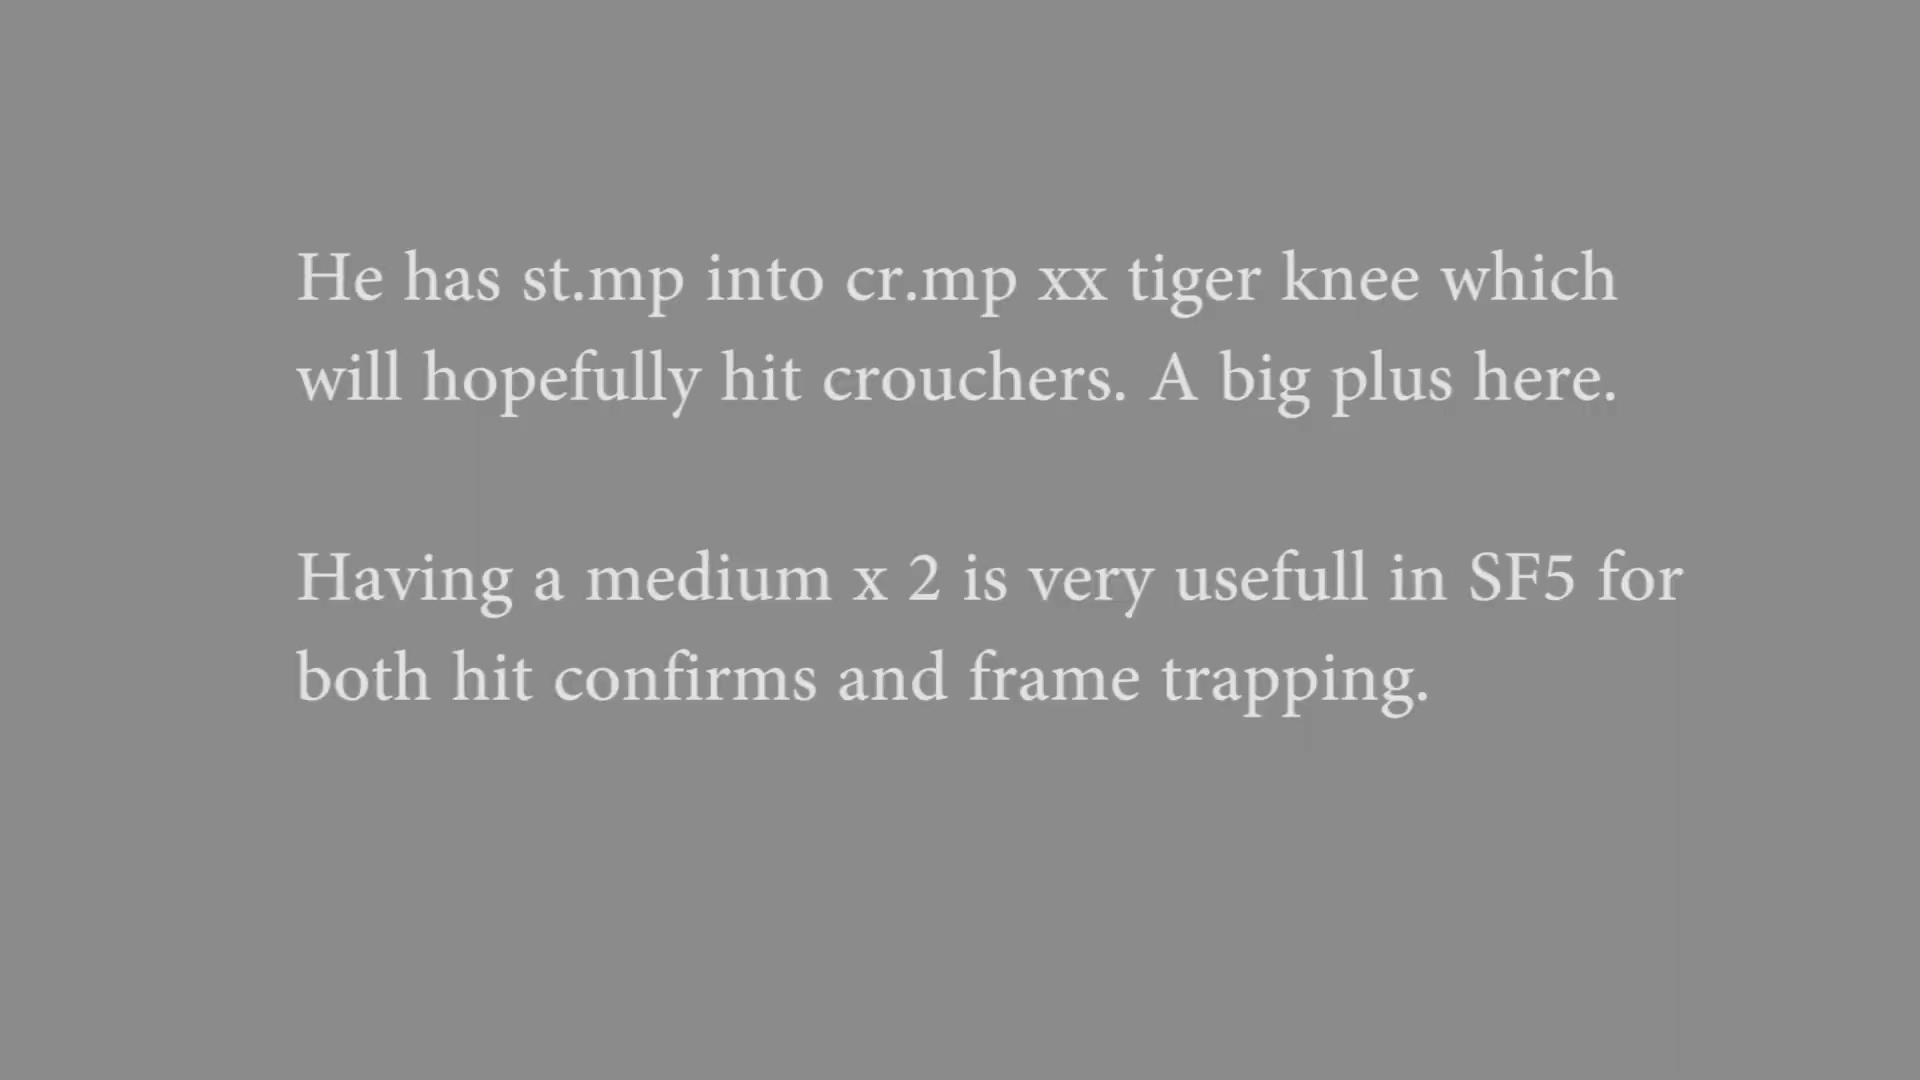 He has st.mp into cr.mp xx tiger knee which
will hopefully hit crouchers. A big plus here.
Having a medium x 2 is very usefull in SF5 for
both hit confirms and frame trapping.